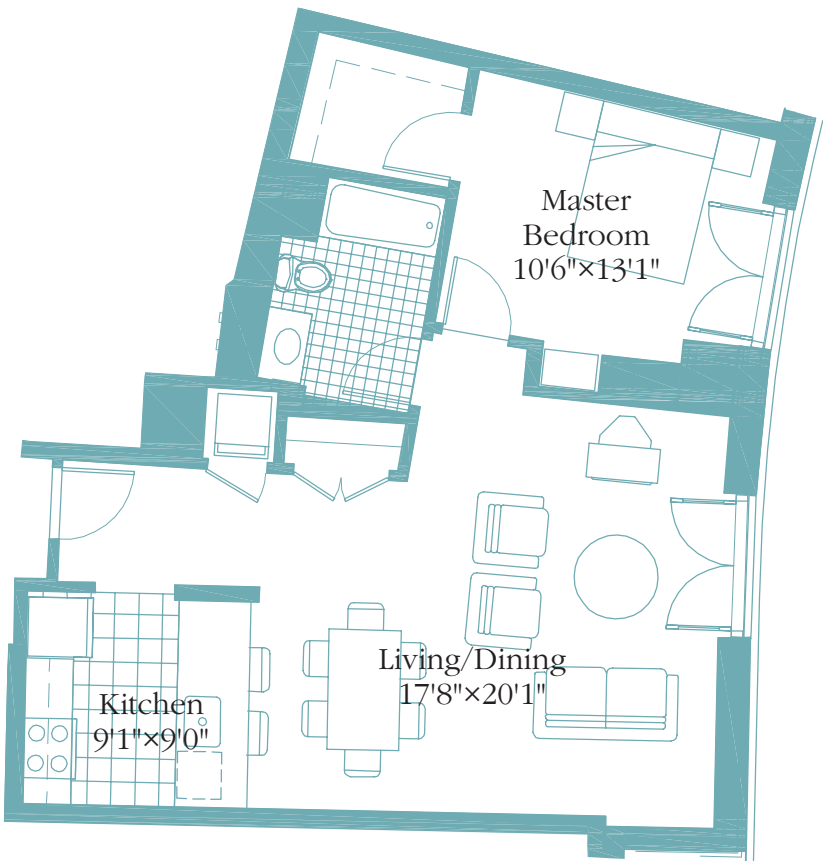 Master
Bedroom
10'6"×13'1"
Living/Dining
17'8"×20'1"
Kitchen
9'1"×9'0"